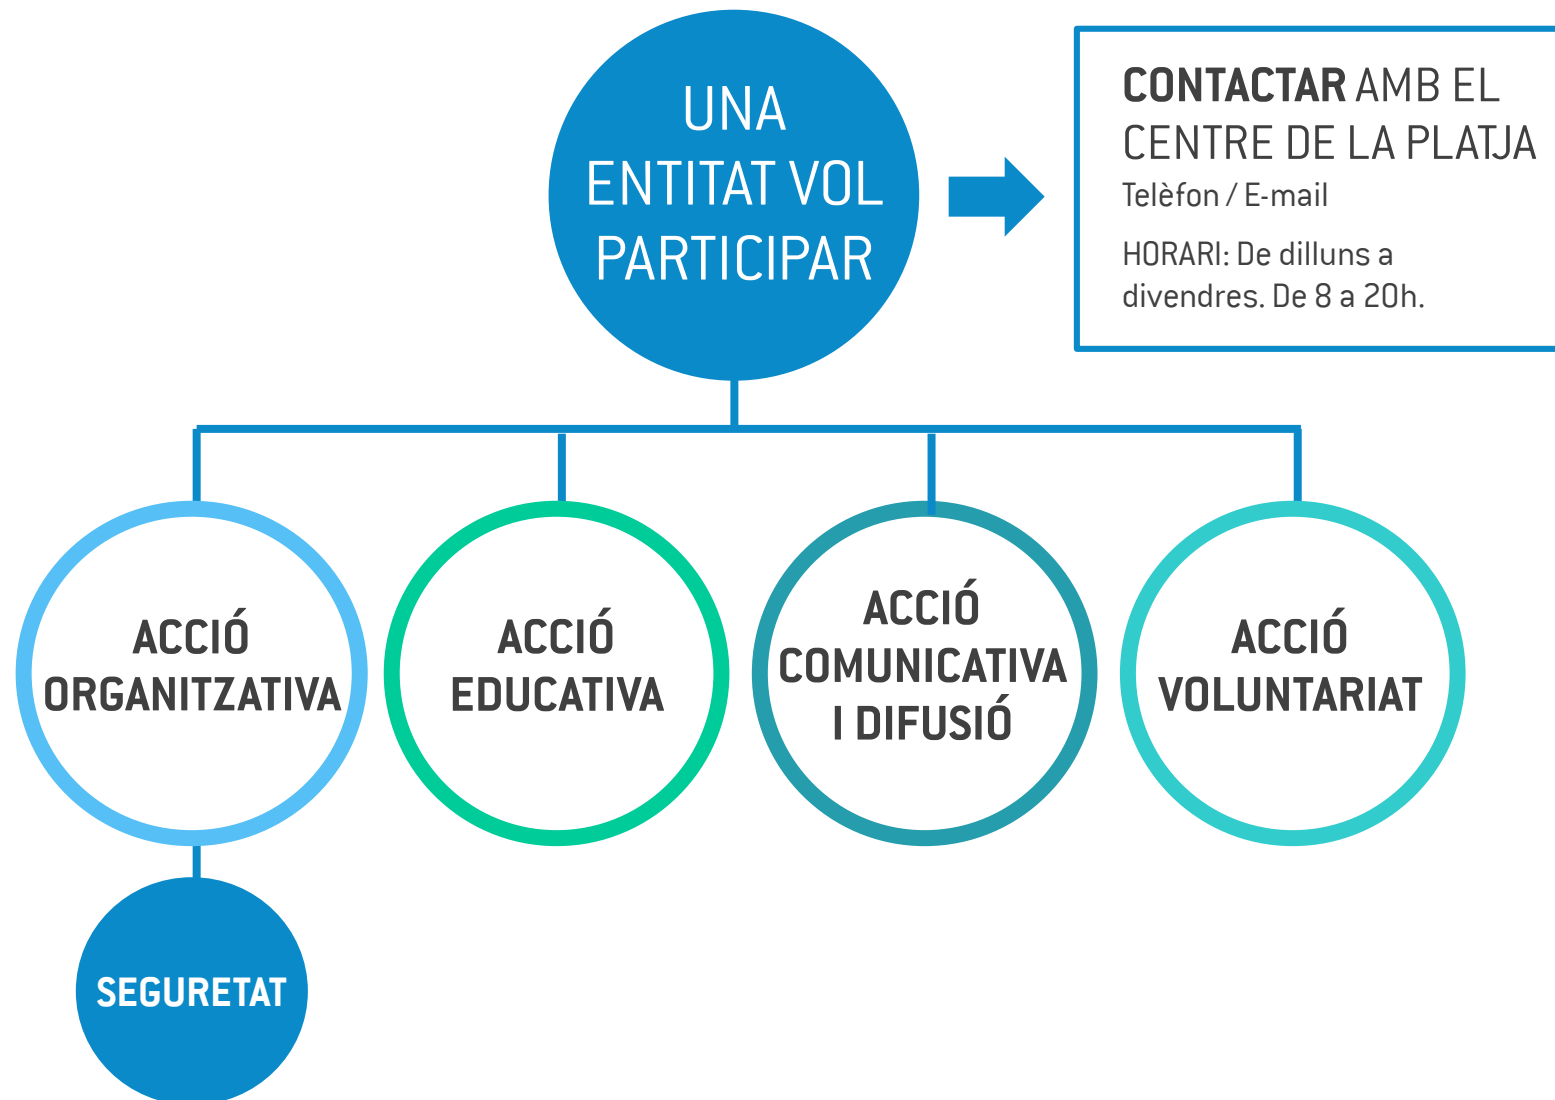 UNA
ENTITAT VOL
PARTICIPAR
CONTACTAR AMB EL
CENTRE DE LA PLATJA
Telèfon / E-mail
HORARI: De dilluns a
divendres. De 8 a 20h.
ACCIÓ
ORGANITZATIVA
ACCIÓ
EDUCATIVA
ACCIÓ
COMUNICATIVA
I DIFUSIÓ
ACCIÓ
VOLUNTARIAT
SEGURETAT